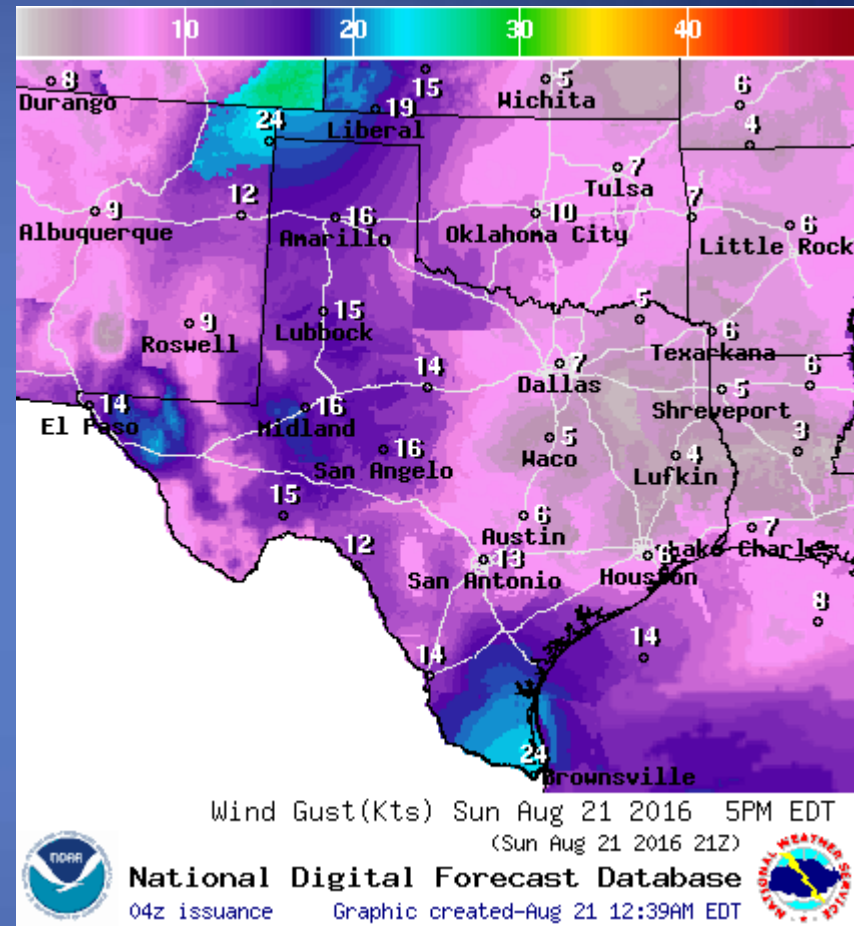 10 20 30 40
8
Durango
15
5
Wichita
6
19
Liberal
24
4
7
Tulsa
9
Albuquerque
12
16
Amarillo
10
Oklahoma City
7
6
Little Rock
9
Roswell
15
Lubbock
5
6
Texarkana
14
7
Dallas
5
Shreveport
6
14
El Paso
16
Midland
16
San Angelo
5
Waco
4
Lufkin
3
15
6
Austin
7
Lake Charles
12
13
San Antonio
6
Houston
8
14
14
24
Brownsville
Wind Gust(Kts) Sun Aug 21 2016 5PM EDT
(Sun Aug 21 2016 21Z)
National Digital Forecast Database
04z issuance Graphic created-Aug 21 12:39AM EDT
NOAA
NATIONAL WEATHER SERVICE